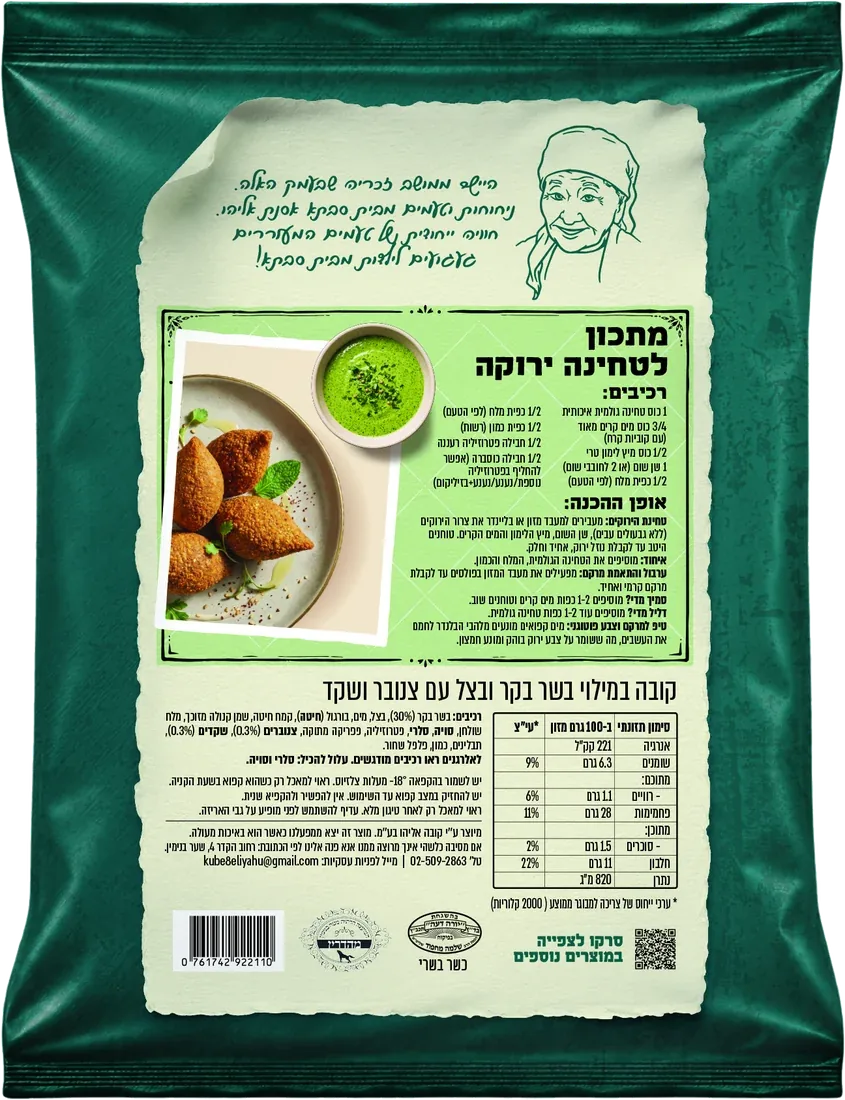 היישר ממושב זכריה שבעמק האלה.
ניחוחות וטעמים מבית סבתא אסנת אליהו.
חוויה ייחודית של טעמים המעוררים
געגועים לילדות מבית סבתא!
מתכון
לטחינה ירוקה
רכיבים:
1 כוס טחינה גולמית איכותית
3/4 כוס מים קרים מאוד
(עם קוביות קרח)
1/2 כוס מיץ לימון טרי
1 שן שום (או 2 לחובבי שום)
1/2 כפית מלח (לפי הטעם)
1/2 כפית מלח (לפי הטעם)
1/2 כפית כמון (רשות)
1/2 חבילה פטרוזיליה רעננה
1/2 חבילה כוסברה (אפשר
להחליף בפטרוזיליה
נוספת/נענע/נענע+בזיליקום)
אופן ההכנה:
טחינת הירוקים: מעבירים למעבד מזון או בליינדר את צרור הירוקים
(ללא גבעולים עבים), שן השום, מיץ הלימון והמים הקרים. טוחנים
היטב עד לקבלת נוזל ירוק, אחיד וחלק.
איחוד: מוסיפים את הטחינה הגולמית, המלח והכמון.
ערבול והתאמת מרקם: מפעילים את מעבד המזון בפולסים עד לקבלת
מרקם קרמי ואחיד.
סמיך מדי? מוסיפים 1-2 כפות מים קרים וטוחנים שוב.
דליל מדי? מוסיפים עוד 1-2 כפות טחינה גולמית.
טיפ למרקם וצבע פוטוגני: מים קפואים מונעים מלהבי הבלנדר לחמם
את העשבים, מה ששומר על צבע ירוק בוהק ומונע חמצון.
קובה במילוי בשר בקר ובצל עם צנובר ושקד
רכיבים: בשר בקר (30%), בצל, מים, בורגול (חיטה), קמח חיטה, שמן קנולה מזוכך, מלח
שולחן, סויה, סלרי, פטרוזיליה, פפריקה מתוקה, צנוברים (0.3%), שקדים (0.3%),
תבלינים, כמון, פלפל שחור.
לאלרגנים ראו רכיבים מודגשים. עלול להכיל: סלרי וסויה.
יש לשמור בהקפאה 18°- מעלות צלזיוס. ראוי למאכל רק כשהוא קפוא בשעת הקניה.
יש להחזיק במצב קפוא עד השימוש. אין להפשיר ולהקפיא שנית.
ראוי למאכל רק לאחר טיגון מלא. עדיף להשתמש לפני מופיע על גבי האריזה.
מיוצר ע"י קובה אליהו בע"מ. מוצר זה יצא ממפעלנו כאשר הוא באיכות מעולה.
אם מסיבה כלשהי אינך מרוצה ממנו אנא פנה אלינו לפי הכתובת: רחוב הקדר 4, שער בנימין.
טל' 02-509-2863 | מייל לפניות עסקיות: kube8eliyahu@gmail.com
סימון תזונתי ב-100 גרם מזון *עי"צ
אנרגיה 221 קק"ל
שומנים 6.3 גרם 9%
מתוכם:
- רוויים 1.1 גרם 6%
פחמימות 28 גרם 11%
מתוכן:
- סוכרים 1.5 גרם 2%
חלבון 11 גרם 22%
נתרן 820 מ"ג
* ערכי ייחוס של צריכה למבוגר ממוצע (2000 קלוריות)
סרקו לצפייה
במוצרים נוספים
בהשגחת
"יורה דעה"
שלמה מחפוד
כשר בשרי
מהדרין
0 761742 922110